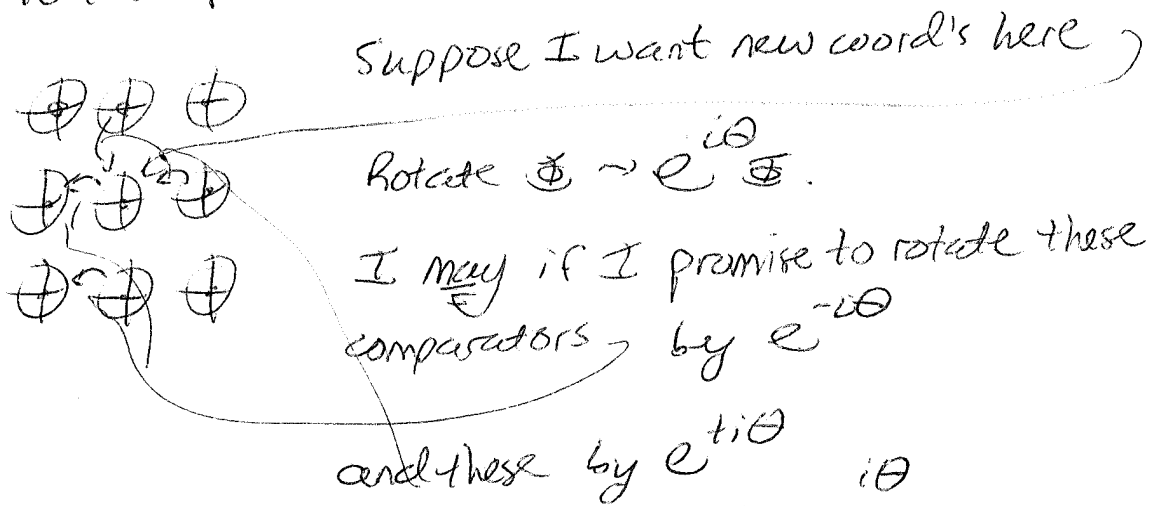 Suppose I want new coord's here
Rotate Φ ~ e^{iθ} Φ.
I may if I promise to rotate these
comparators by e^{-iθ}
and these by e^{+iθ} iθ